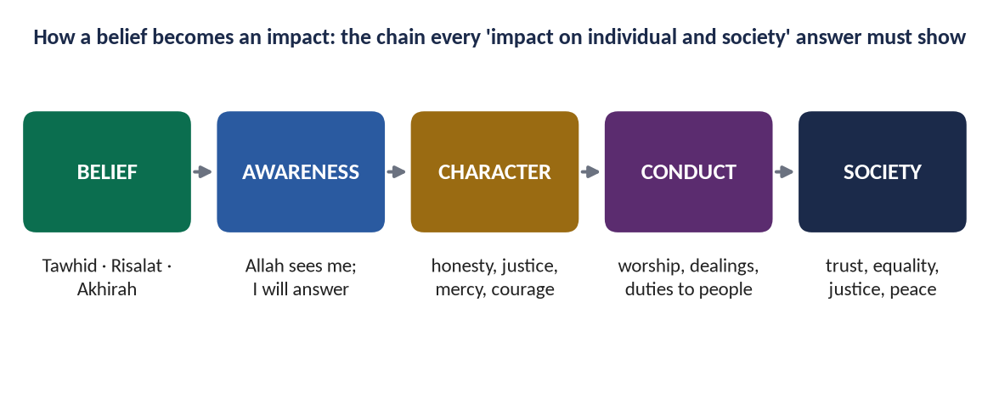 How a belief becomes an impact: the chain every 'impact on individual and society' answer must show
BELIEF
AWARENESS
CHARACTER
CONDUCT
SOCIETY
Tawhid · Risalat ·
Akhirah
Allah sees me;
I will answer
honesty, justice,
mercy, courage
worship, dealings,
duties to people
trust, equality,
justice, peace